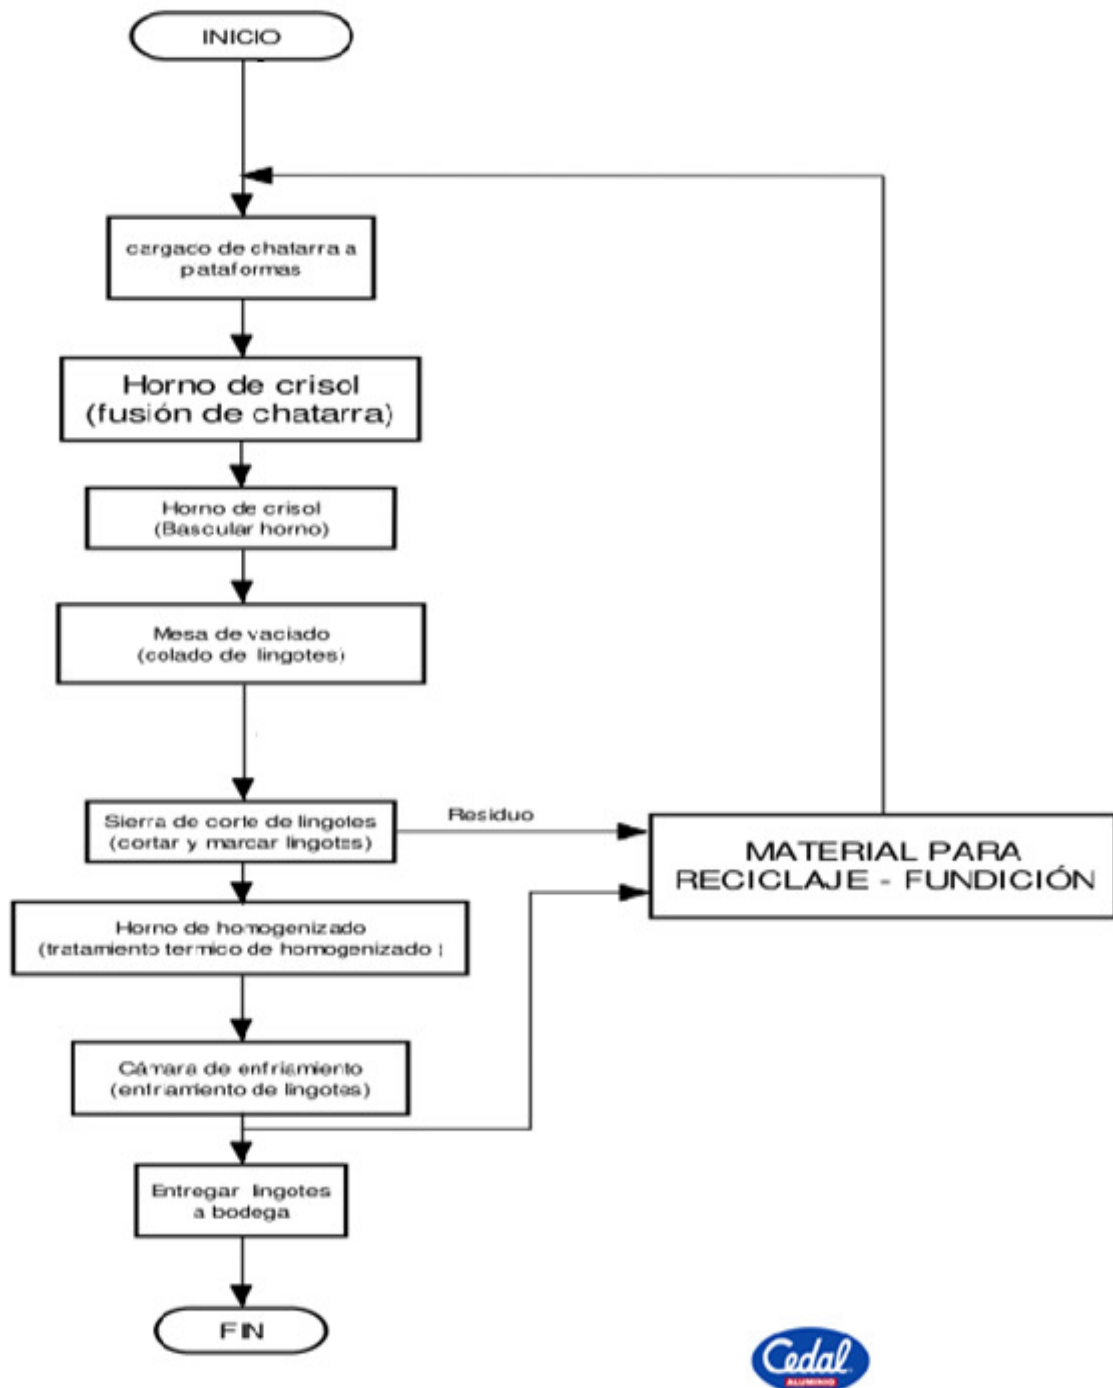 INICIO
cargaco de chatarra a
pataformas
Horno de crisol
(fusión de chatarra)
Horno de crisol
(Bascular horno)
Mesa de vaciado
(colado de lingotes)
Sierra de corte de lingotes
(cortar y marcar lingotes)
Residuo
MATERIAL PARA
RECICLAJE - FUNDICIÓN
Horno de homogenizado
(tratamiento termico de homogenizado )
Cámara de enfriamiento
(enfriamiento de lingotes)
Entregar lingotes
a bodega
FIN
Cedal
ALUMINIO